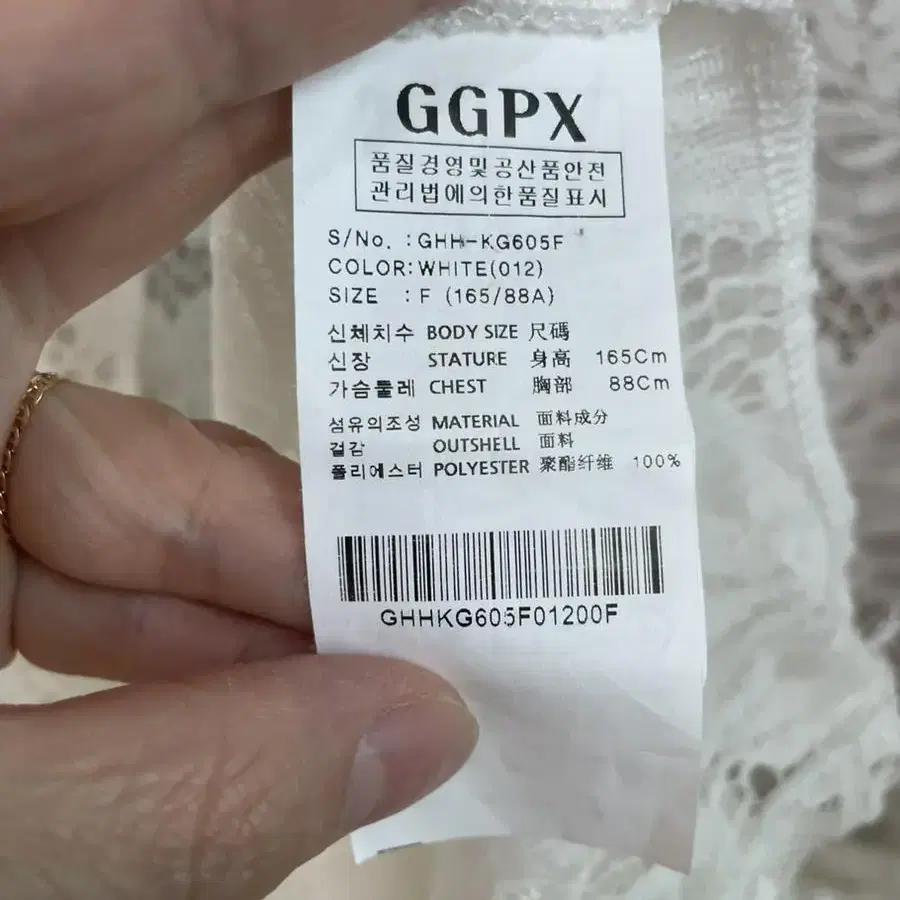 GGPX
품질경영및공산품안전
관리법에의한품질표시
S/No. : GHH-KG605F
COLOR: WHITE(012)
SIZE : F (165/88A)
신체치수 BODY SIZE 尺碼
신장 STATURE 身高 165Cm
가슴둘레 CHEST 胸部 88Cm
섬유의조성 MATERIAL 面料成分
겉감 OUTSHELL 面料
폴리에스터 POLYESTER 聚酯纤维 100%
GHHKG605F01200F